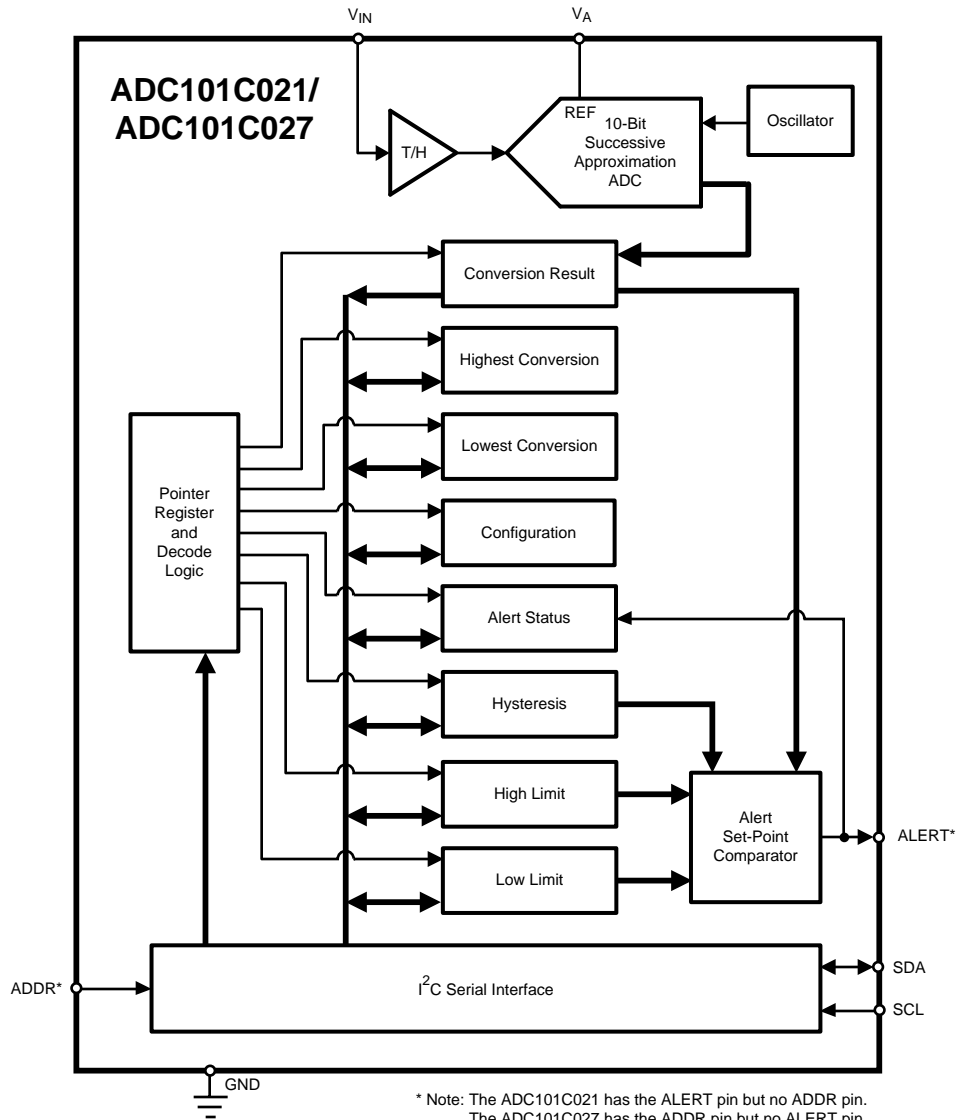 VIN
VA
ADC101C021/
ADC101C027
T/H
REF
10-Bit
Successive
Approximation
ADC
Oscillator
Conversion Result
Highest Conversion
Lowest Conversion
Pointer
Register
and
Decode
Logic
Configuration
Alert Status
Hysteresis
High Limit
Alert
Set-Point
Comparator
ALERT*
Low Limit
ADDR*
I2C Serial Interface
SDA
SCL
GND
* Note: The ADC101C021 has the ALERT pin but no ADDR pin.
The ADC101C027 has the ADDR pin but no ALERT pin.